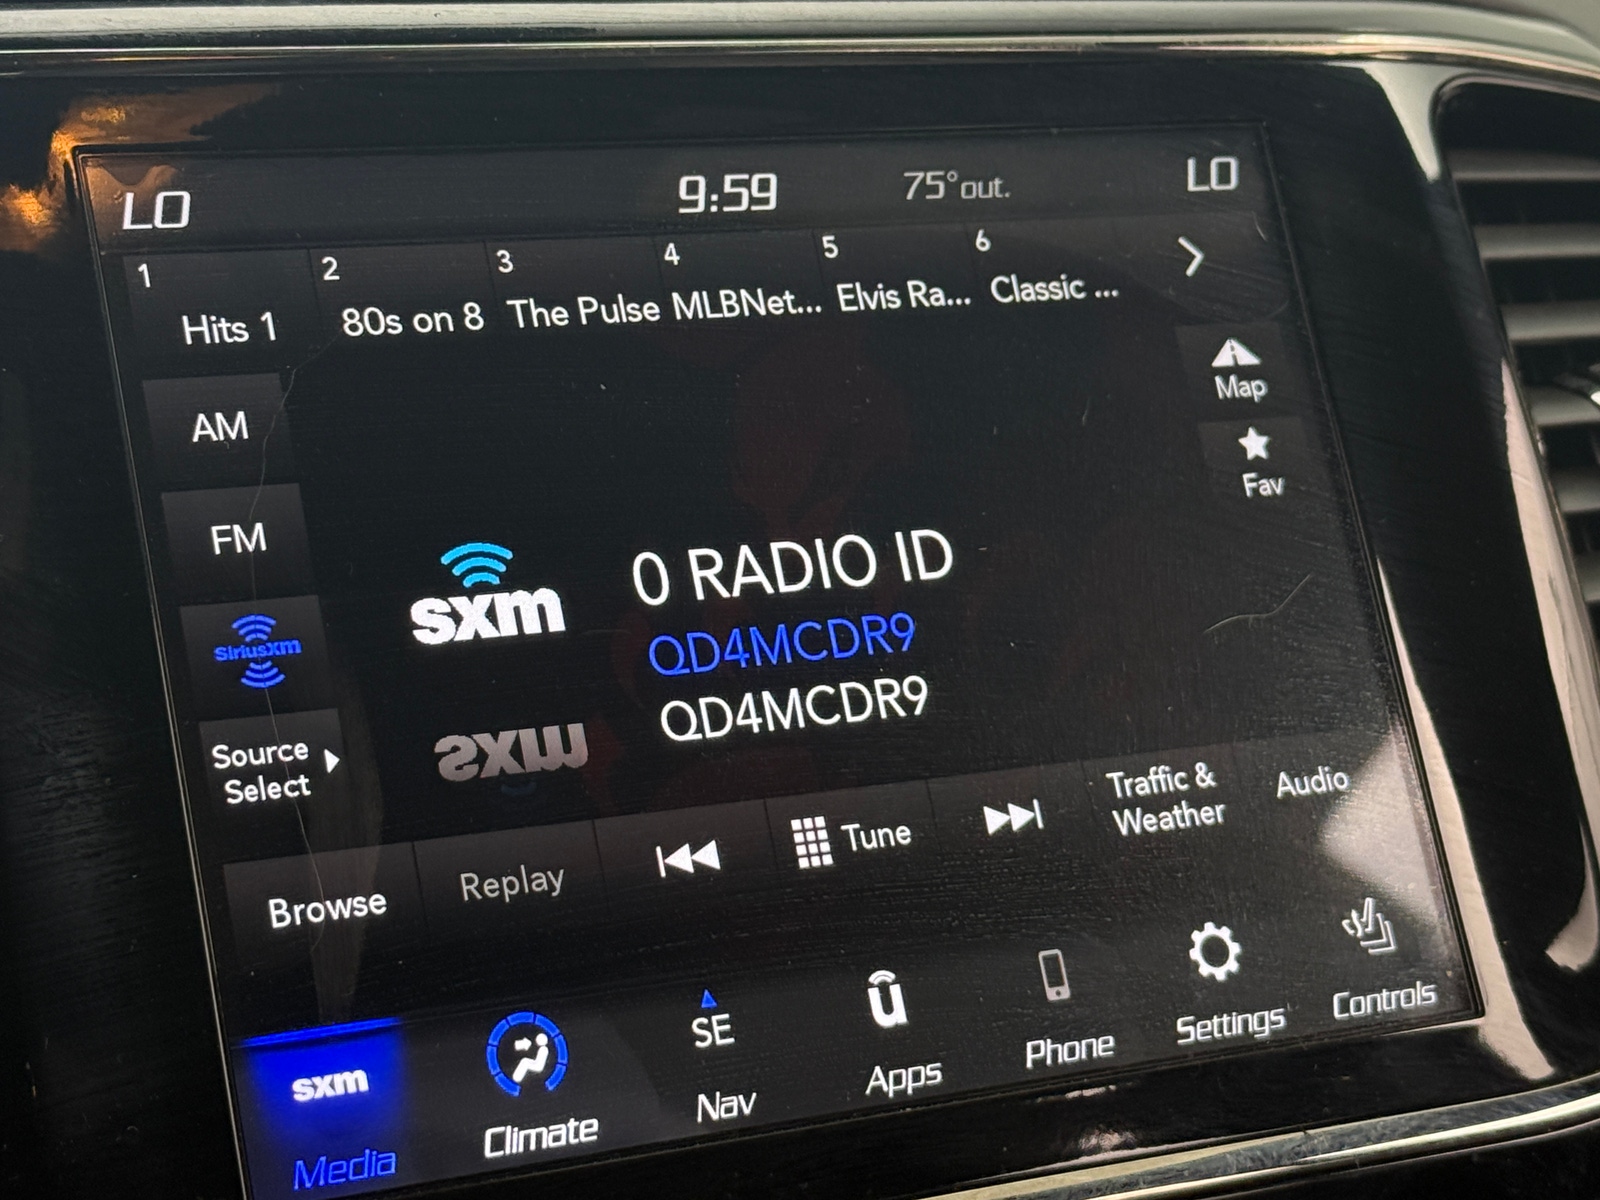 LO 9:59 75° out. LO
1 2 3 4 5 6
Hits 1 80s on 8 The Pulse MLBNet... Elvis Ra... Classic ...
AM
Map
FM
Fav
sxm
0 RADIO ID
SiriusXm
QD4MCDR9
QD4MCDR9
Source
Select
sxm
Browse Replay Tune
Traffic &
Weather
Audio
sxm
Media
Climate
SE
Nav
u
Apps
Phone
Settings
Controls